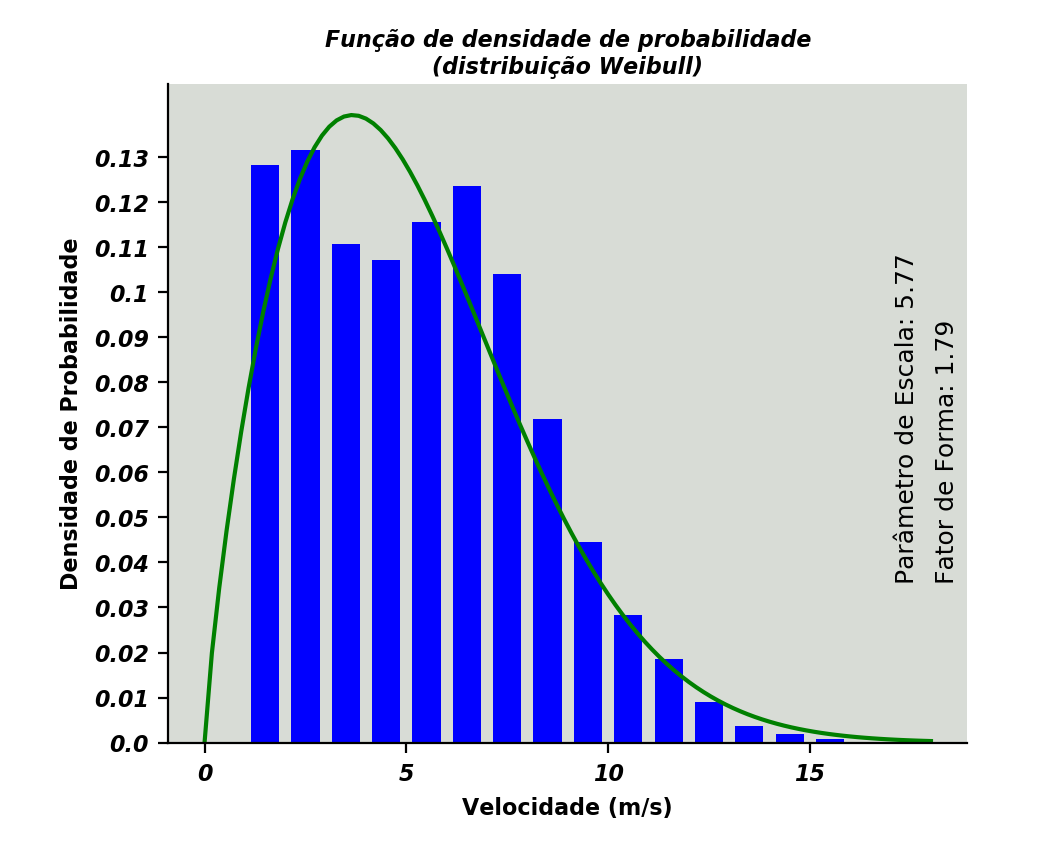 Função de densidade de probabilidade
(distribuição Weibull)
Densidade de Probabilidade
0.13
0.12
0.11
0.1
0.09
0.08
0.07
0.06
0.05
0.04
0.03
0.02
0.01
0.0
0 5 10 15
Velocidade (m/s)
Parâmetro de Escala: 5.77
Fator de Forma: 1.79